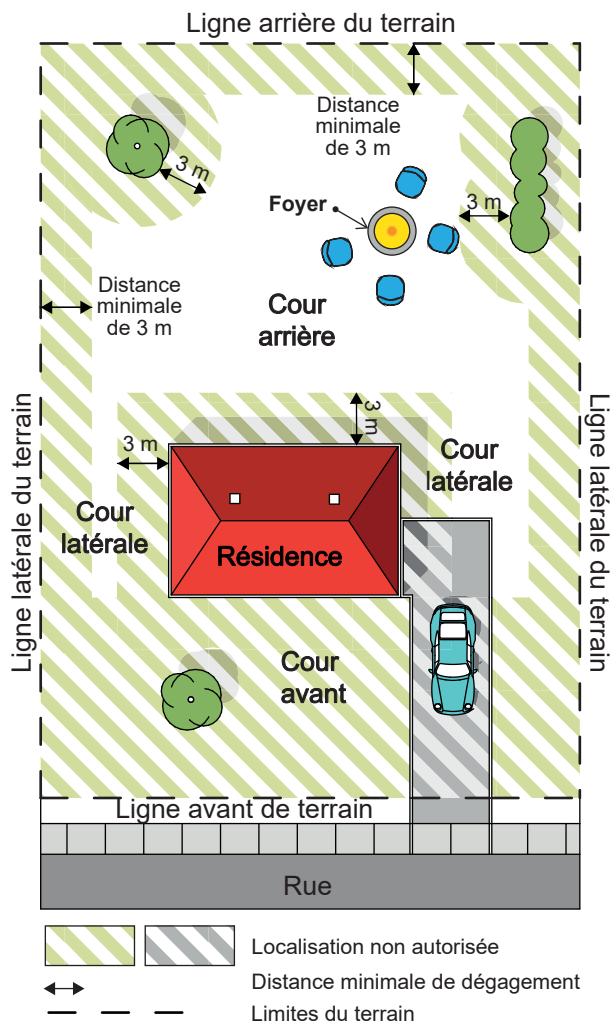 Ligne arrière du terrain
Distance
minimale
de 3 m
3 m
Foyer
3 m
Distance
minimale
de 3 m
Cour
arrière
3 m
3 m
Cour
latérale
Cour
latérale
Ligne latérale du terrain
Ligne latérale du terrain
Résidence
Cour
avant
Ligne avant de terrain
Rue
Localisation non autorisée
Distance minimale de dégagement
Limites du terrain